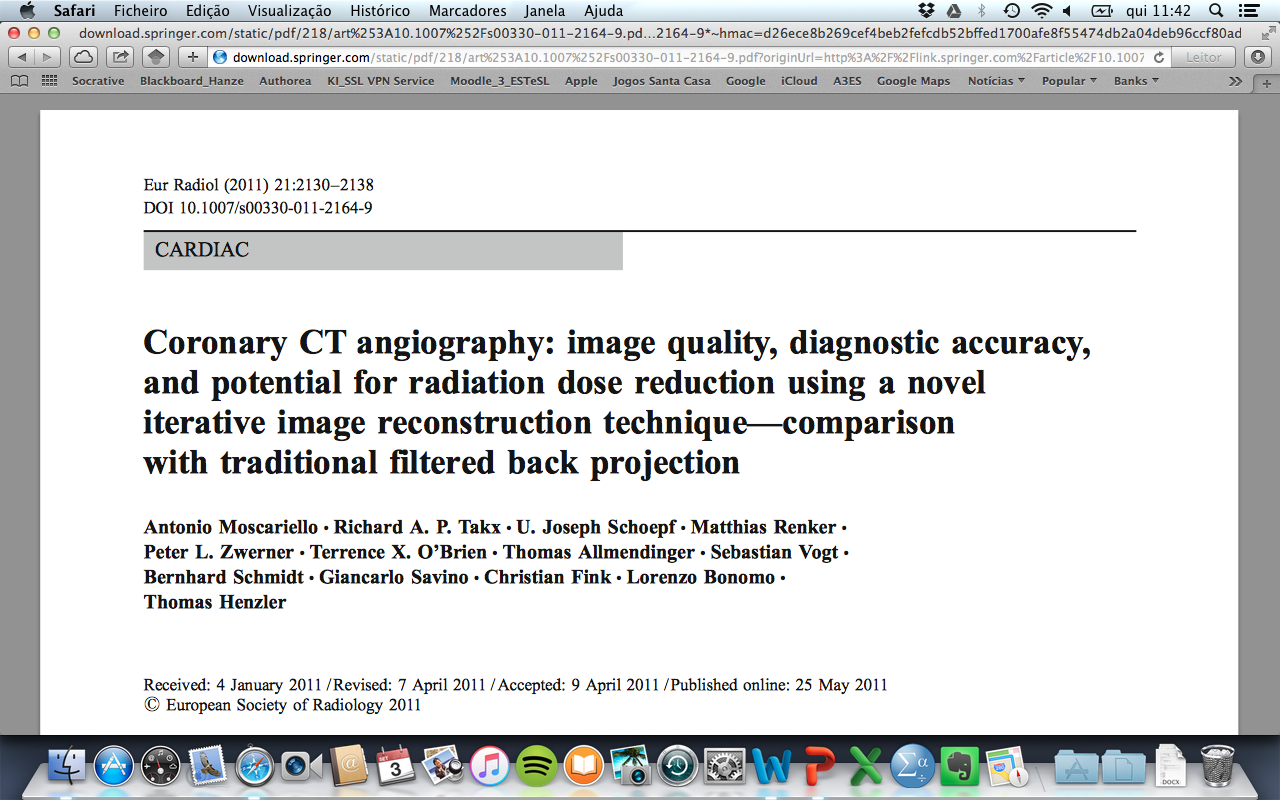 Safari Ficheiro Edição Visualização Histórico Marcadores Janela Ajuda qui 11:42
download.springer.com/static/pdf/218/art%253A10.1007%252Fs00330-011-2164-9.pd…2164-9*~hmac=d26ece8b269cef4beb2fefcdb52bffed1700afe8f55474db2a04deb96ccf80ad
download.springer.com/static/pdf/218/art%253A10.1007%252Fs00330-011-2164-9.pdf?originUrl=http%3A%2F%2Flink.springer.com%2Farticle%2F10.1007 Leitor
Socrative Blackboard_Hanze Authorea KI_SSL VPN Service Moodle_3_ESTeSL Apple Jogos Santa Casa Google iCloud A3ES Google Maps Notícias Popular Banks
Eur Radiol (2011) 21:2130–2138
DOI 10.1007/s00330-011-2164-9
CARDIAC
Coronary CT angiography: image quality, diagnostic accuracy,
and potential for radiation dose reduction using a novel
iterative image reconstruction technique—comparison
with traditional filtered back projection
Antonio Moscariello · Richard A. P. Takx · U. Joseph Schoepf · Matthias Renker ·
Peter L. Zwerner · Terrence X. O’Brien · Thomas Allmendinger · Sebastian Vogt ·
Bernhard Schmidt · Giancarlo Savino · Christian Fink · Lorenzo Bonomo ·
Thomas Henzler
Received: 4 January 2011 / Revised: 7 April 2011 / Accepted: 9 April 2011 / Published online: 25 May 2011
© European Society of Radiology 2011
SET
3
DOCX